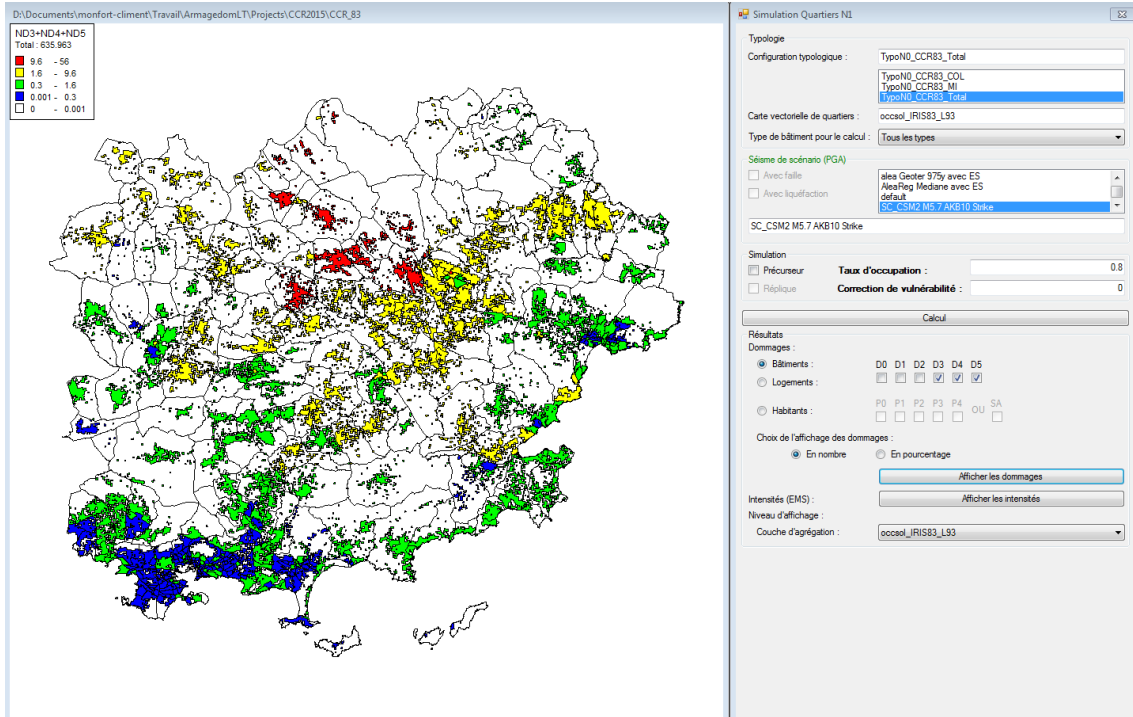 D:\Documents\monfort-climent\Travail\ArmagedomLT\Projects\CCR2015\CCR_83
ND3+ND4+ND5
Total : 635.963
9.6 - 56
1.6 - 9.6
0.3 - 1.6
0.001 - 0.3
0 - 0.001
Simulation Quartiers N1
Typologie
Configuration typologique :
TypoN0_CCR83_Total
TypoN0_CCR83_COL
TypoN0_CCR83_MI
TypoN0_CCR83_Total
Carte vectorielle de quartiers :
occsol_IRIS83_L93
Type de bâtiment pour le calcul :
Tous les types
Séisme de scénario (PGA)
Avec faille
Avec liquéfaction
alea Geoter 975y avec ES
AleaReg Mediane avec ES
default
SC_CSM2 M5.7 AKB10 Strike
SC_CSM2 M5.7 AKB10 Strike
Simulation
Précurseur
Taux d'occupation :
0.8
Réplique
Correction de vulnérabilité :
0
Calcul
Résultats
Dommages :
Bâtiments :
D0 D1 D2 D3 D4 D5
Logements :
Habitants :
P0 P1 P2 P3 P4 OU SA
Choix de l'affichage des dommages :
En nombre
En pourcentage
Afficher les dommages
Intensités (EMS) :
Afficher les intensités
Niveau d'affichage :
Couche d'agrégation :
occsol_IRIS83_L93